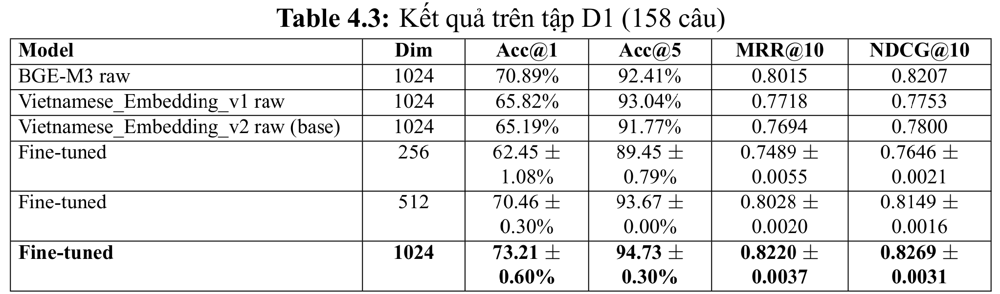 Table 4.3: Kết quả trên tập D1 (158 câu)
Model Dim Acc@1 Acc@5 MRR@10 NDCG@10
BGE-M3 raw 1024 70.89% 92.41% 0.8015 0.8207
Vietnamese_Embedding_v1 raw 1024 65.82% 93.04% 0.7718 0.7753
Vietnamese_Embedding_v2 raw (base) 1024 65.19% 91.77% 0.7694 0.7800
Fine-tuned 256 62.45 ± 89.45 ± 0.7489 ± 0.7646 ±
1.08% 0.79% 0.0055 0.0021
Fine-tuned 512 70.46 ± 93.67 ± 0.8028 ± 0.8149 ±
0.30% 0.00% 0.0020 0.0016
Fine-tuned 1024 73.21 ± 94.73 ± 0.8220 ± 0.8269 ±
0.60% 0.30% 0.0037 0.0031